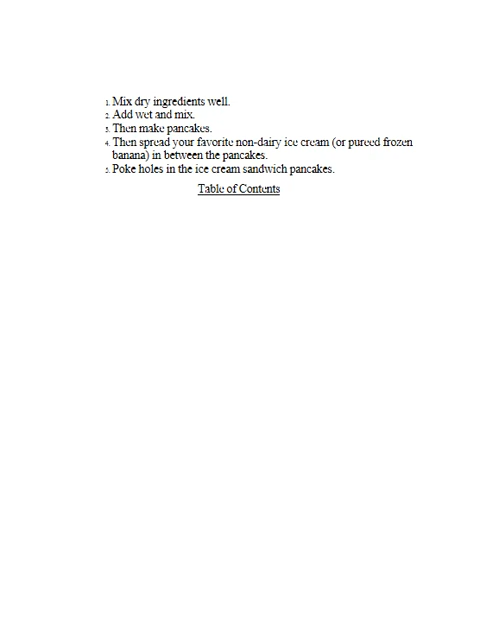 1. Mix dry ingredients well.
2. Add wet and mix.
3. Then make pancakes.
4. Then spread your favorite non-dairy ice cream (or pureed frozen
banana) in between the pancakes.
5. Poke holes in the ice cream sandwich pancakes.
Table of Contents